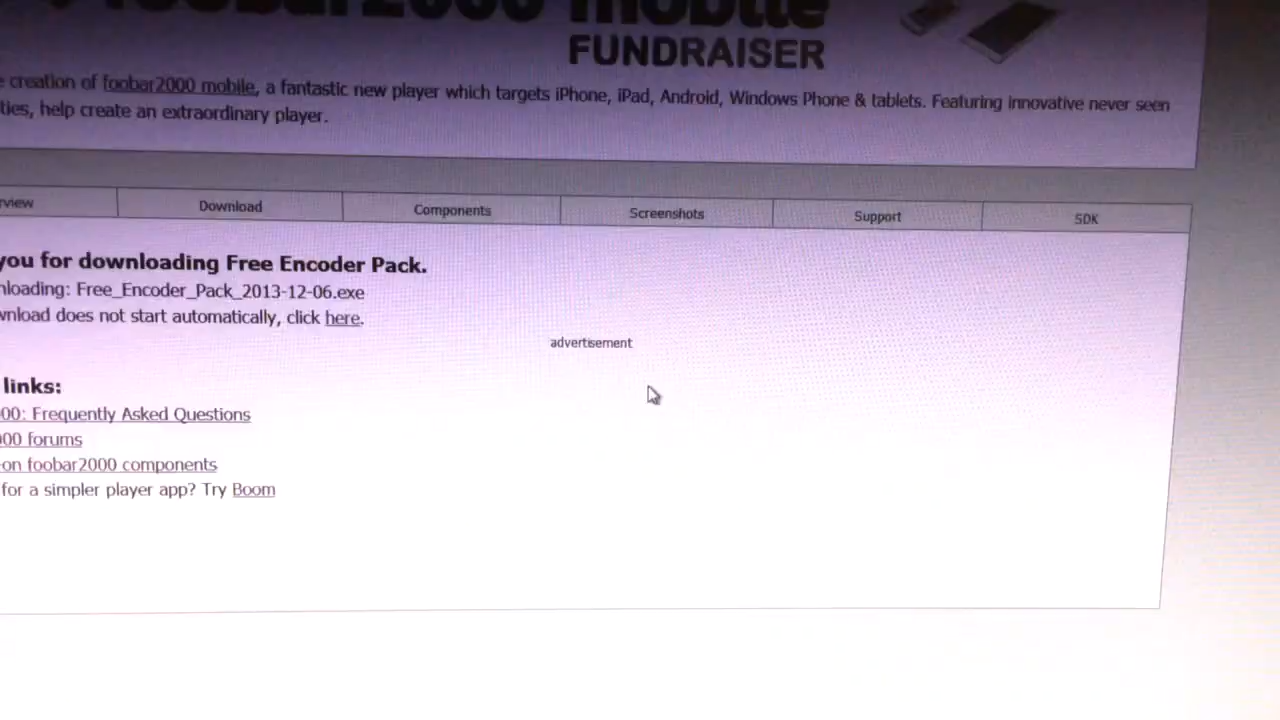 foobar2000 mobile
FUNDRAISER
creation of foobar2000 mobile, a fantastic new player which targets iPhone, iPad, Android, Windows Phone & tablets. Featuring innovative never seen
ties, help create an extraordinary player.
rview Download Components Screenshots Support SDK
you for downloading Free Encoder Pack.
nloading: Free_Encoder_Pack_2013-12-06.exe
wnload does not start automatically, click here.
advertisement
links:
00: Frequently Asked Questions
00 forums
on foobar2000 components
for a simpler player app? Try Boom